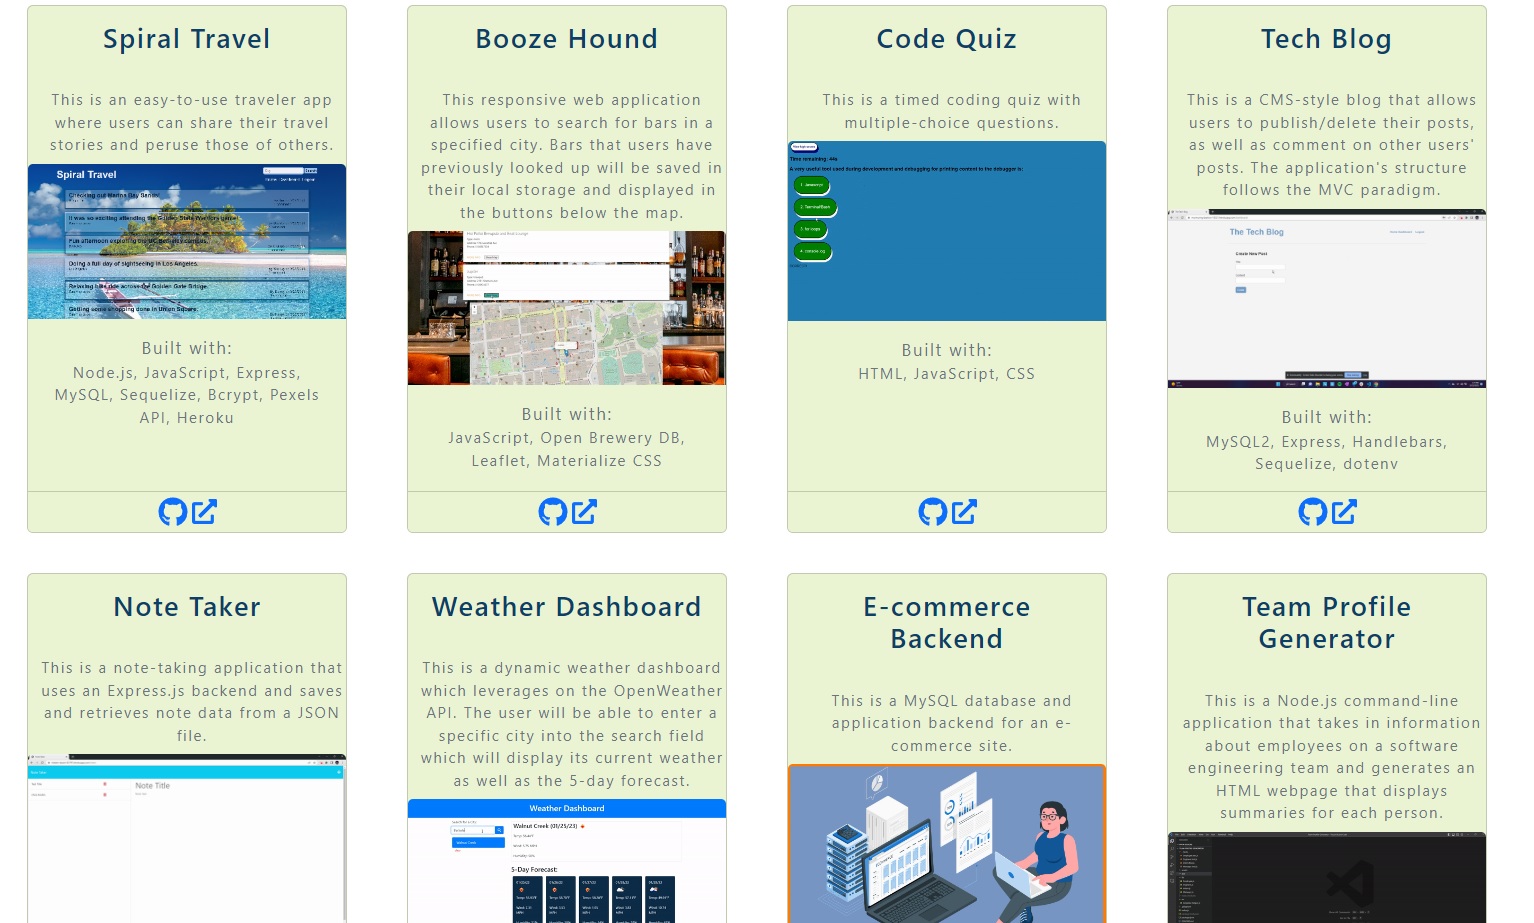 Spiral Travel
This is an easy-to-use traveler app
where users can share their travel
stories and peruse those of others.
Spiral Travel
Checking out Marina Bay Sands!
It was so exciting attending the Golden State Warriors game!
Fun afternoon exploring the UC Berkeley campus.
Doing a full day of sightseeing in Los Angeles.
Relaxing bike ride across the Golden Gate Bridge.
Getting some shopping done in Union Square.
Built with:
Node.js, JavaScript, Express,
MySQL, Sequelize, Bcrypt, Pexels
API, Heroku
Booze Hound
This responsive web application
allows users to search for bars in a
specified city. Bars that users have
previously looked up will be saved in
their local storage and displayed in
the buttons below the map.
Built with:
JavaScript, Open Brewery DB,
Leaflet, Materialize CSS
Code Quiz
This is a timed coding quiz with
multiple-choice questions.
Time remaining: 44s
A very useful tool used during development and debugging for printing content to the debugger is:
1. Javascript
2. Terminal/Bash
3. for loops
4. console.log
Built with:
HTML, JavaScript, CSS
Tech Blog
This is a CMS-style blog that allows
users to publish/delete their posts,
as well as comment on other users'
posts. The application's structure
follows the MVC paradigm.
The Tech Blog
Create New Post
Built with:
MySQL2, Express, Handlebars,
Sequelize, dotenv
Note Taker
This is a note-taking application that
uses an Express.js backend and saves
and retrieves note data from a JSON
file.
Note Taker
Note Title
Weather Dashboard
This is a dynamic weather dashboard
which leverages on the OpenWeather
API. The user will be able to enter a
specific city into the search field
which will display its current weather
as well as the 5-day forecast.
Weather Dashboard
Walnut Creek (01/25/23)
Walnut Creek
5-Day Forecast:
E-commerce
Backend
This is a MySQL database and
application backend for an e-
commerce site.
Team Profile
Generator
This is a Node.js command-line
application that takes in information
about employees on a software
engineering team and generates an
HTML webpage that displays
summaries for each person.